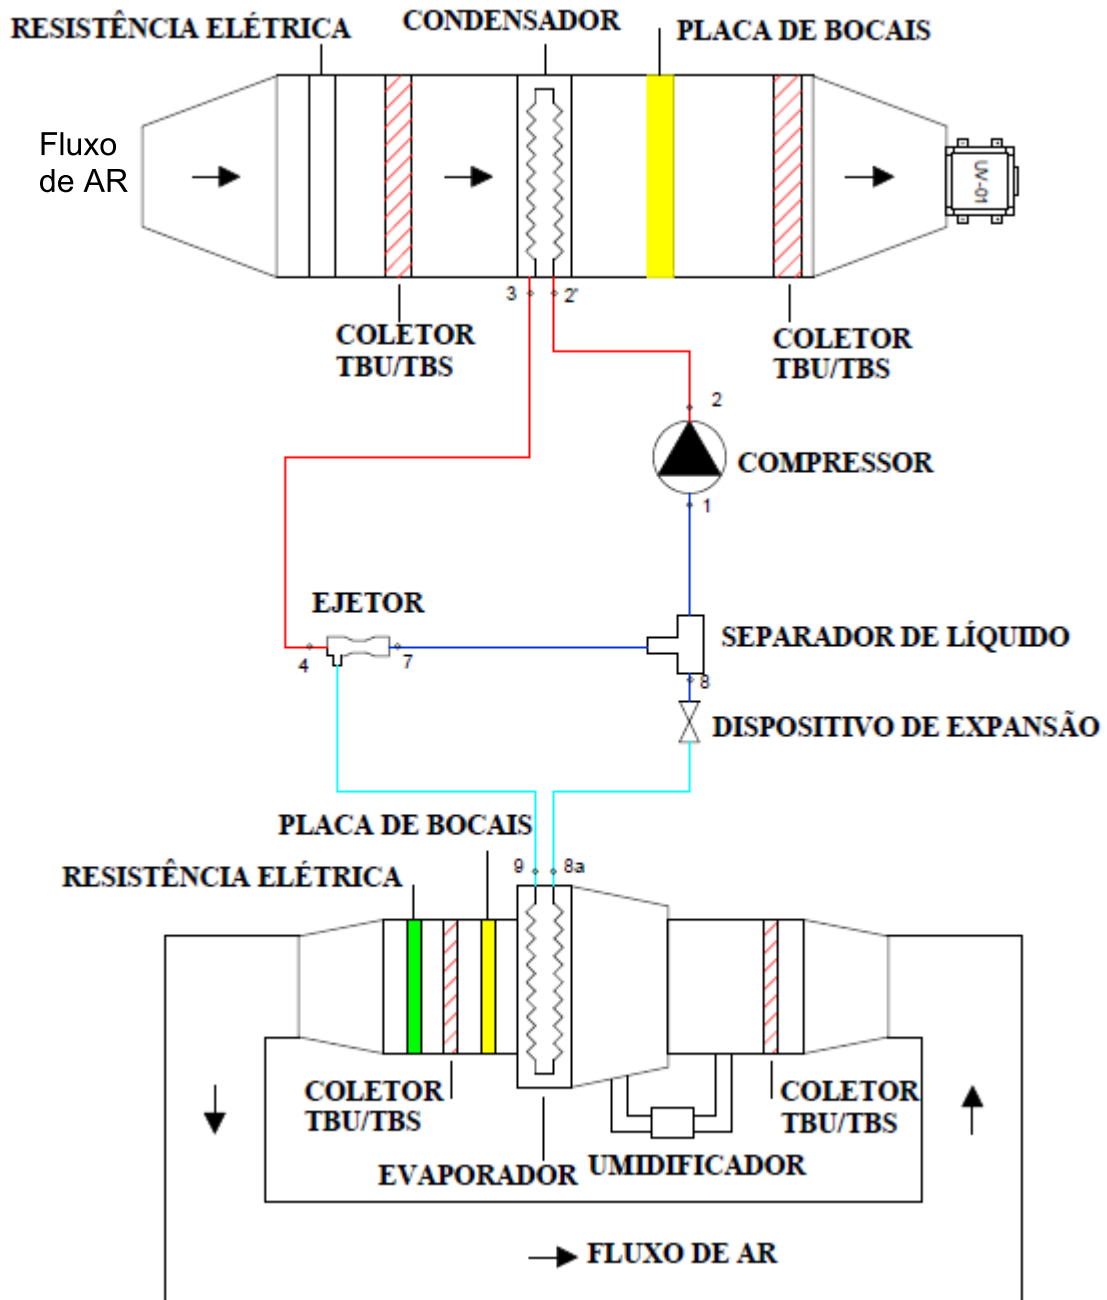 RESISTÊNCIA ELÉTRICA
CONDENSADOR
PLACA DE BOCAIS
Fluxo
de AR
UV-01
3
2'
COLETOR
TBU/TBS
COLETOR
TBU/TBS
2
COMPRESSOR
1
EJETOR
4
7
SEPARADOR DE LÍQUIDO
8
DISPOSITIVO DE EXPANSÃO
PLACA DE BOCAIS
RESISTÊNCIA ELÉTRICA
9
8a
COLETOR
TBU/TBS
COLETOR
TBU/TBS
EVAPORADOR
UMIDIFICADOR
FLUXO DE AR